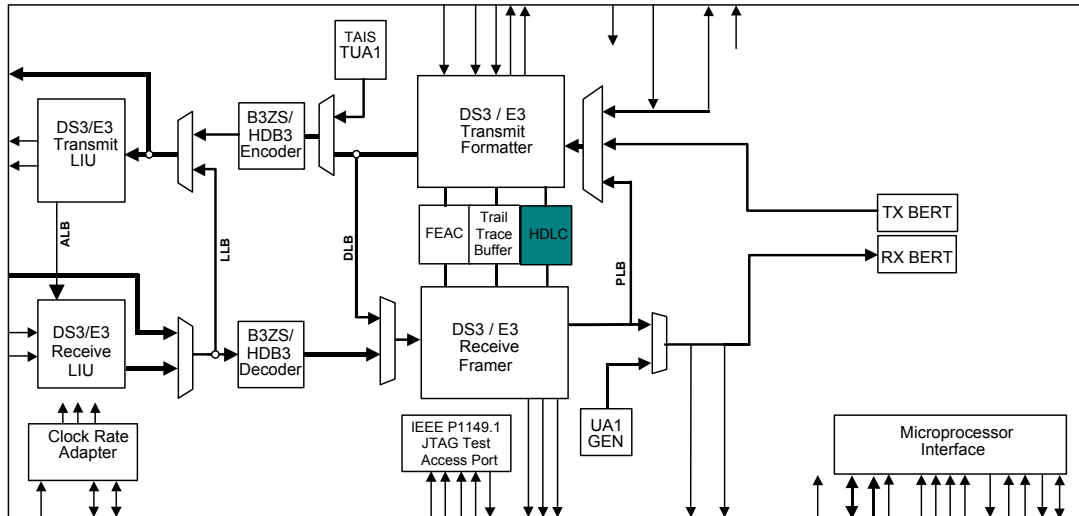 TAIS
TUA1
DS3/E3
Transmit
LIU
B3ZS/
HDB3
Encoder
DS3 / E3
Transmit
Formatter
ALB
LLB
DLB
FEAC
Trail
Trace
Buffer
HDLC
PLB
TX BERT
RX BERT
DS3/E3
Receive
LIU
B3ZS/
HDB3
Decoder
DS3 / E3
Receive
Framer
Clock Rate
Adapter
IEEE P1149.1
JTAG Test
Access Port
UA1
GEN
Microprocessor
Interface